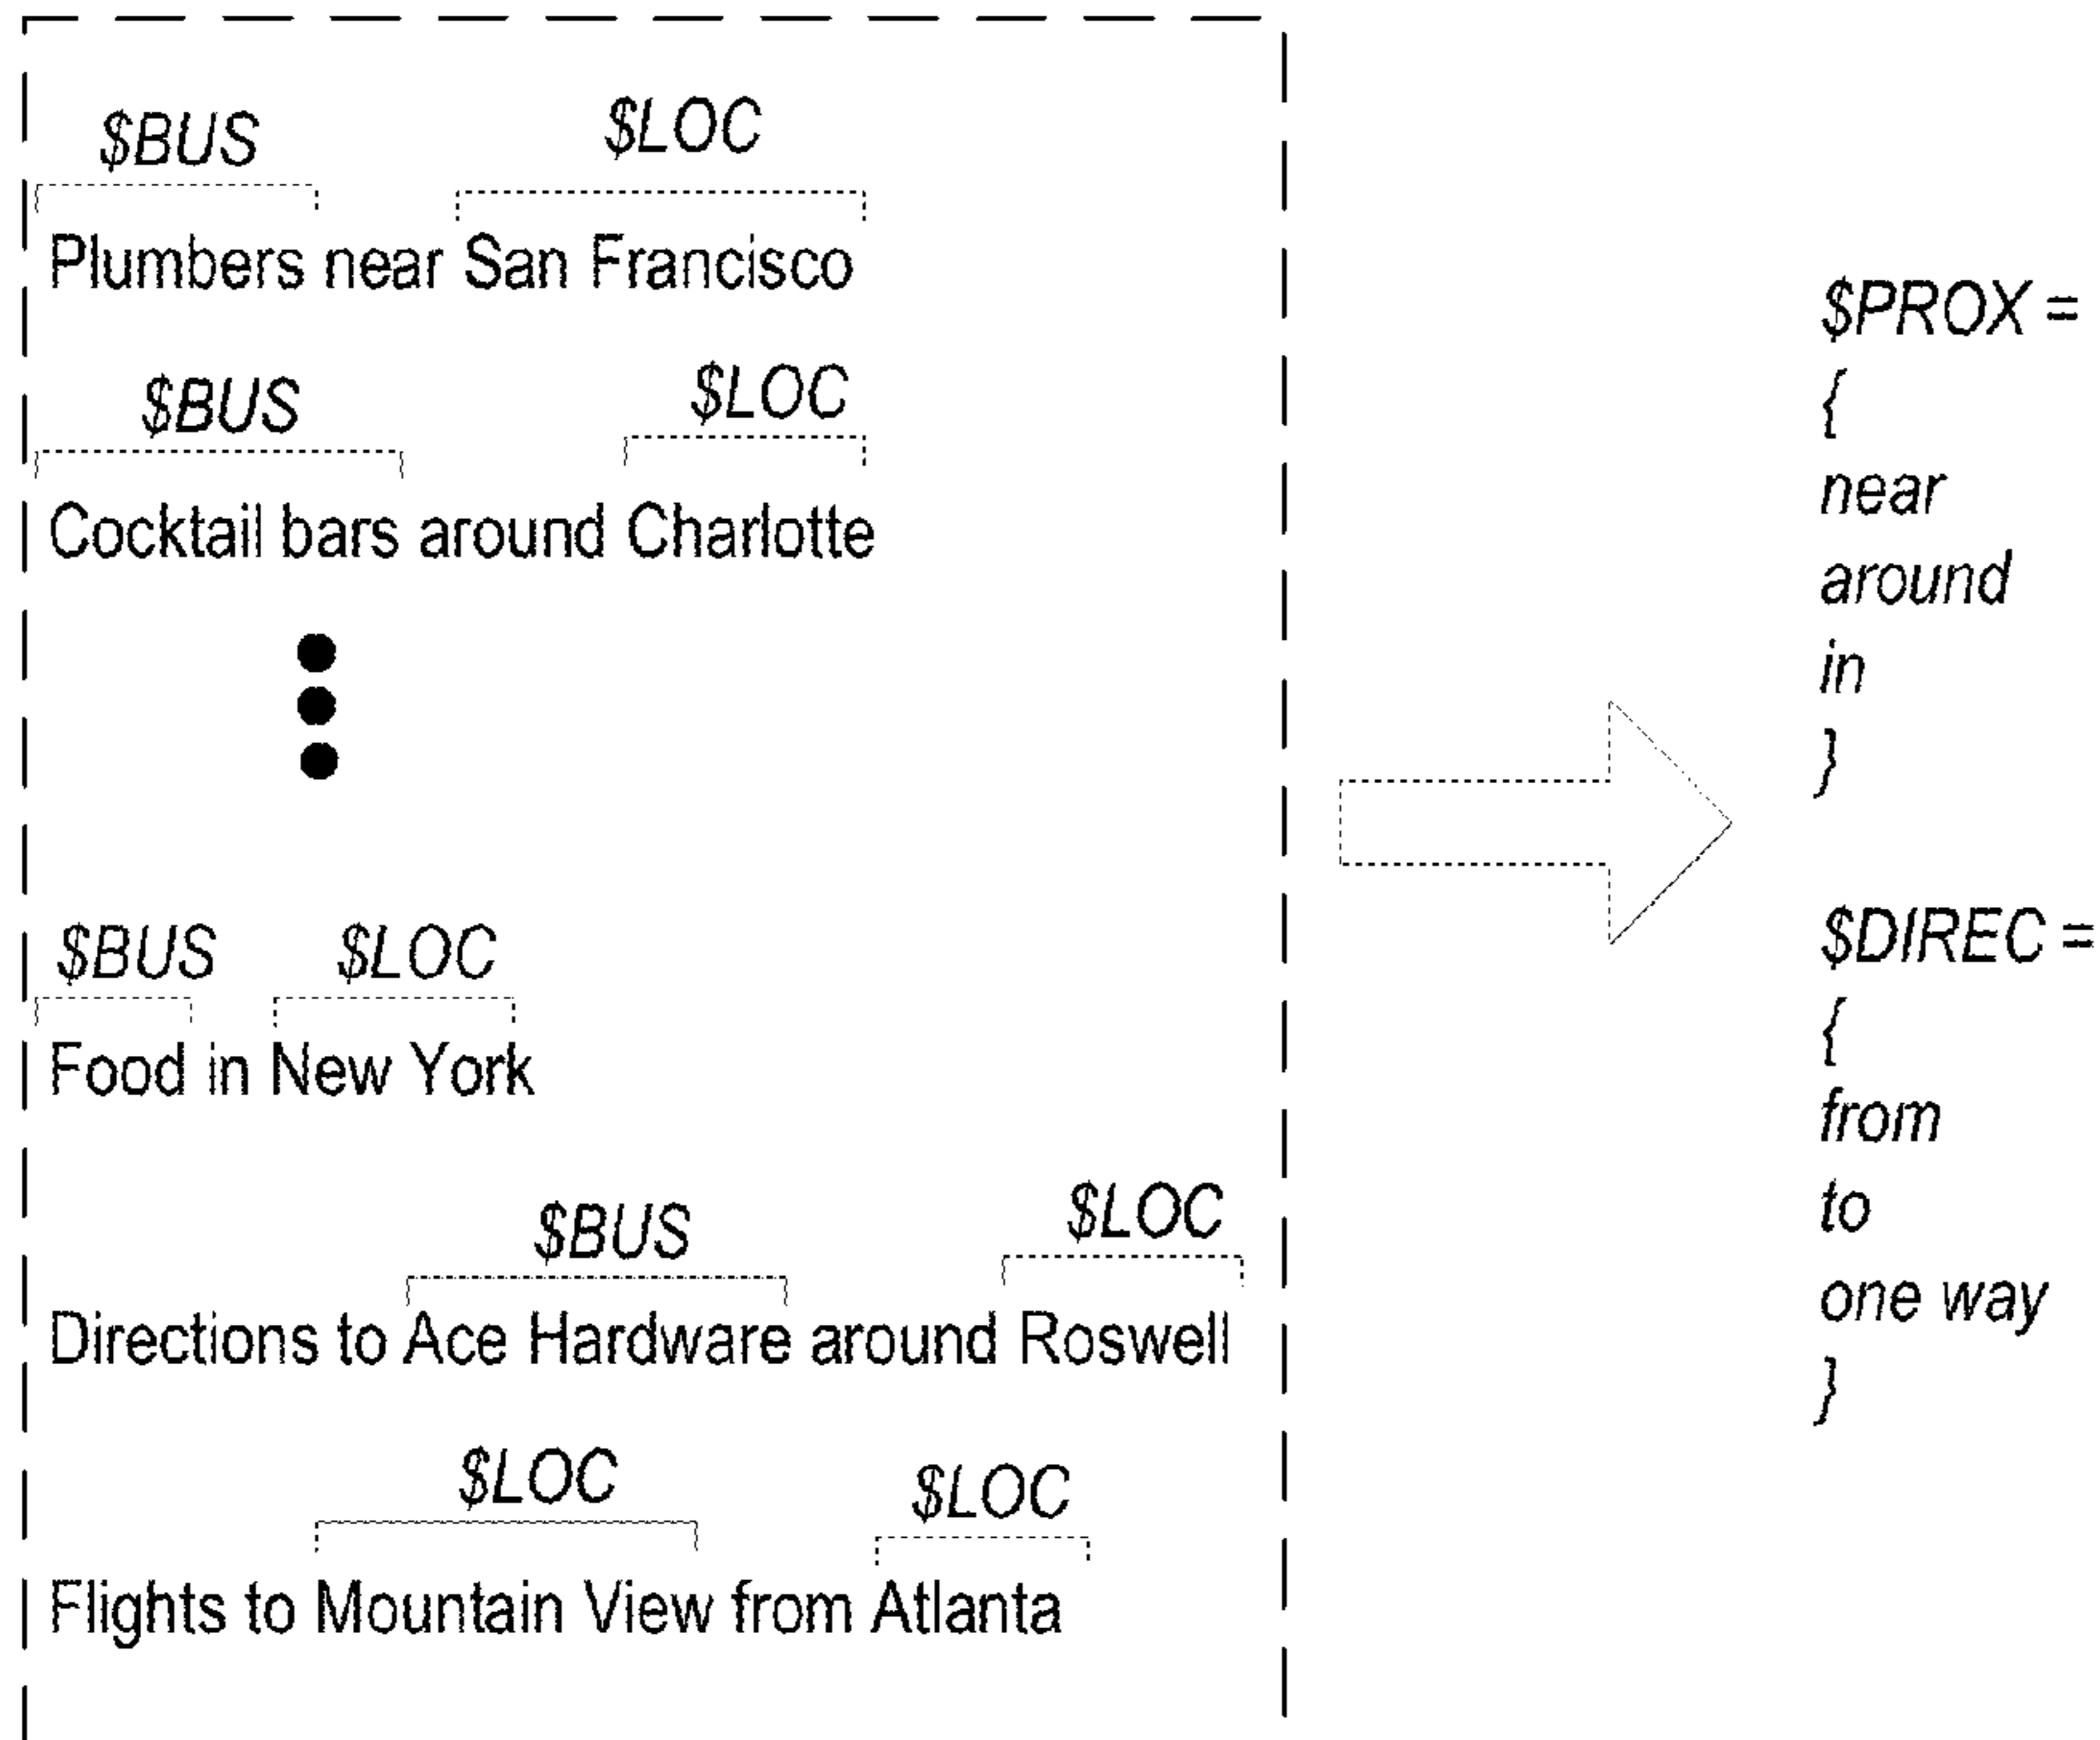 $BUS $LOC
Plumbers near San Francisco
$BUS $LOC
Cocktail bars around Charlotte
$BUS $LOC
Food in New York
$BUS $LOC
Directions to Ace Hardware around Roswell
$LOC $LOC
Flights to Mountain View from Atlanta
$PROX =
{
near
around
in
}
$DIREC =
{
from
to
one way
}